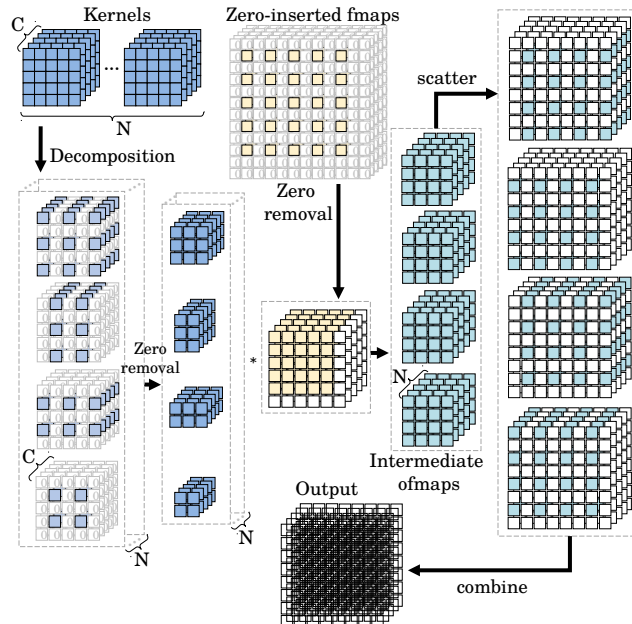 Kernels
C
...
N
Decomposition
Zero-inserted fmaps
scatter
Zero
removal
Zero
removal
*
N
C
Intermediate
ofmaps
N
N
Output
combine